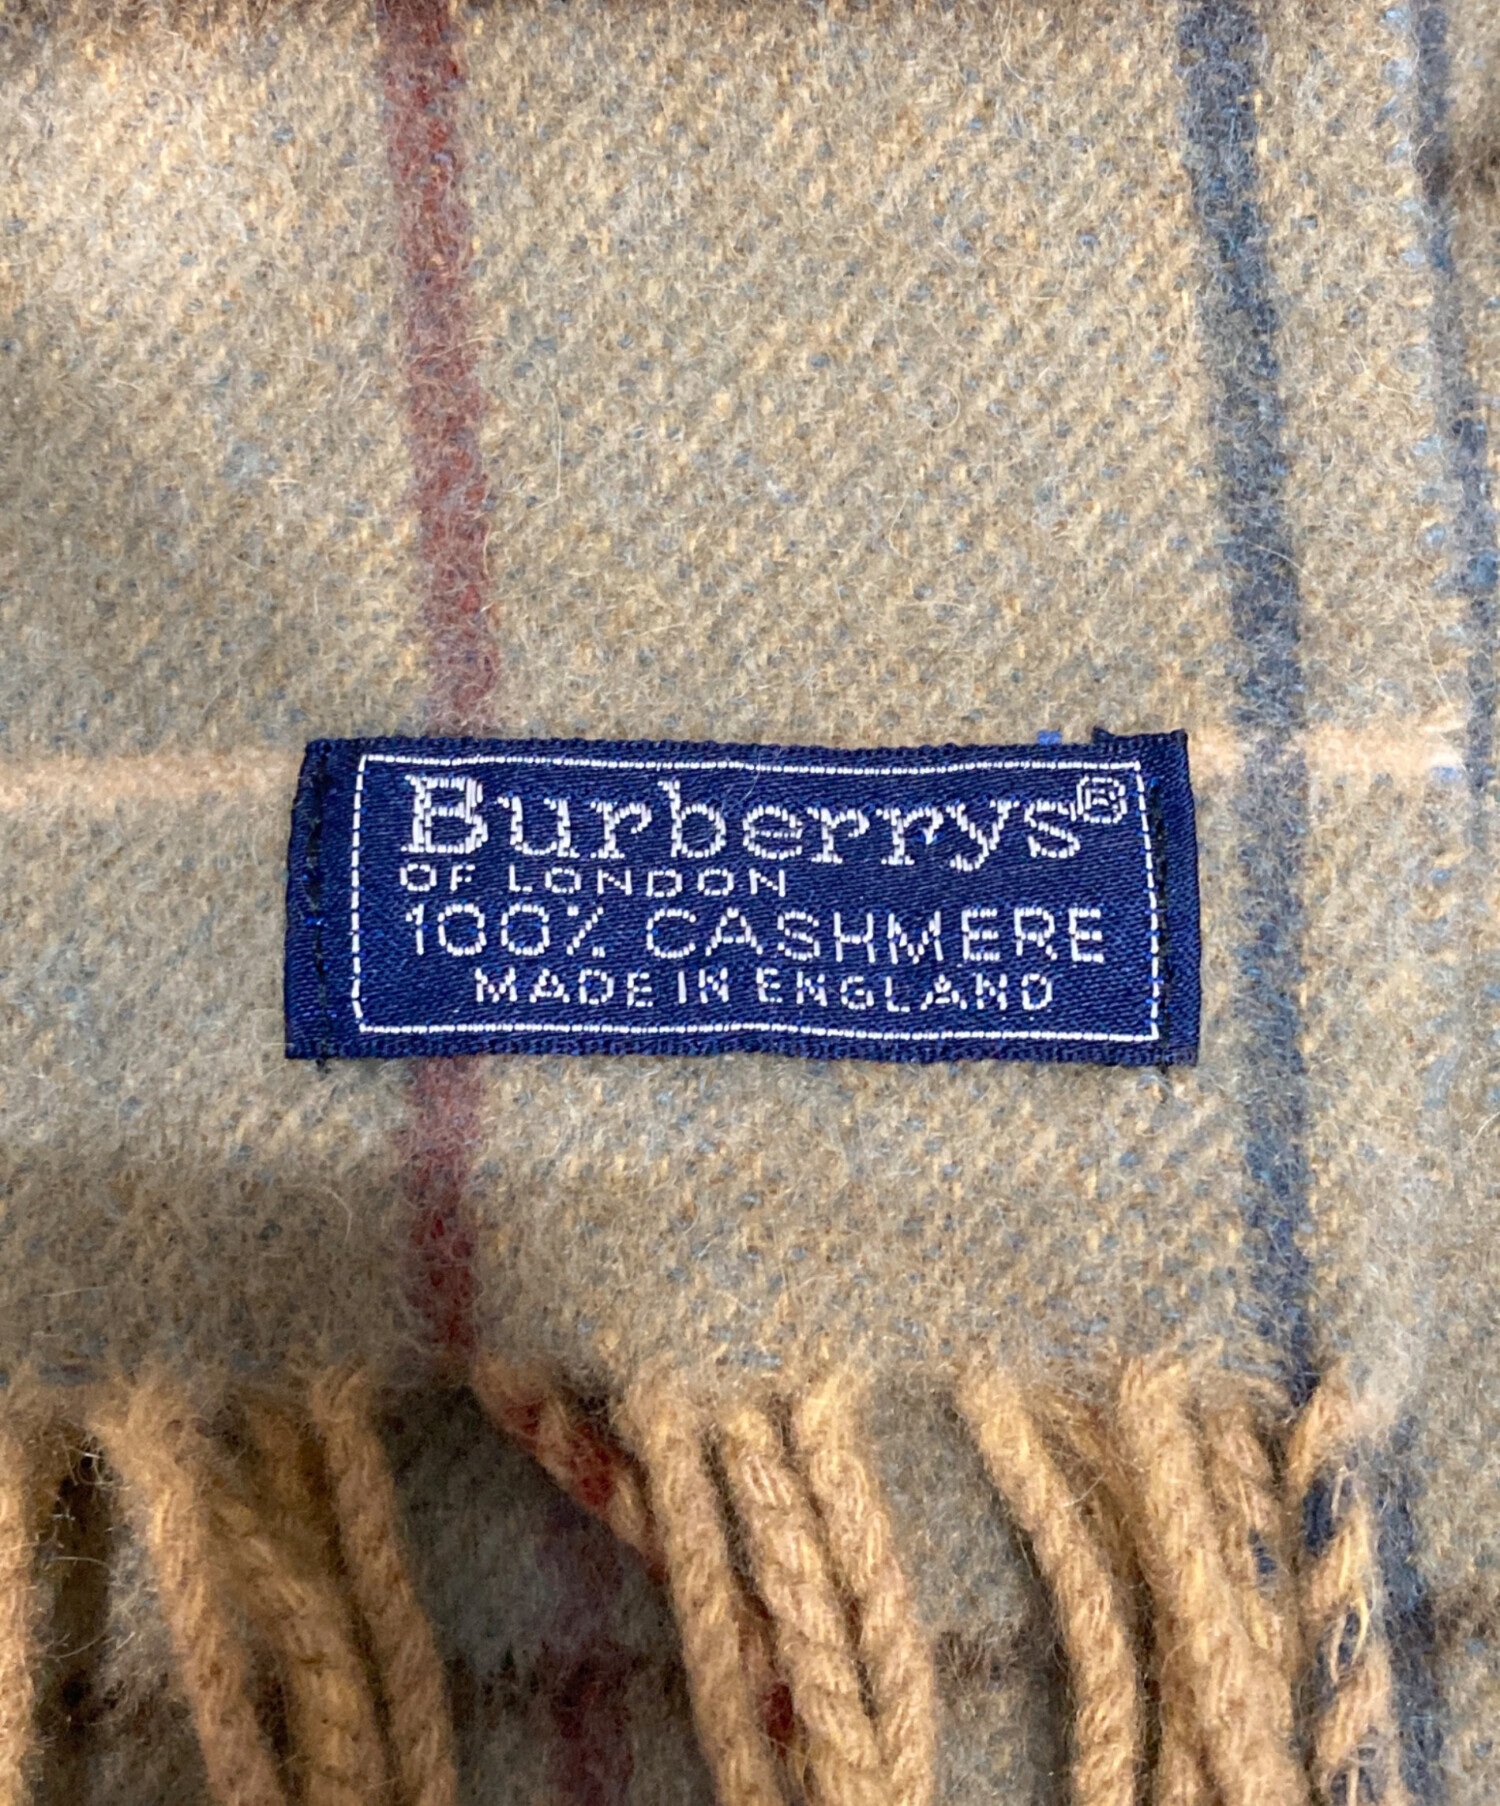 Burberrys®
OF LONDON
100% CASHMERE
MADE IN ENGLAND